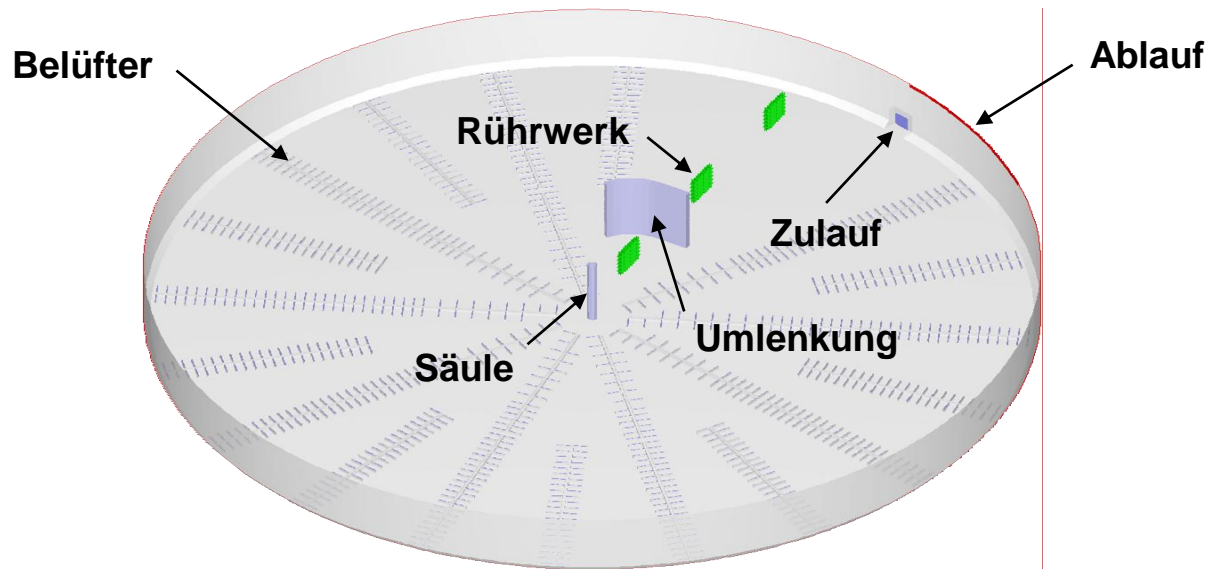 Ablauf
Belüfter
Rührwerk
Zulauf
Umlenkung
Säule